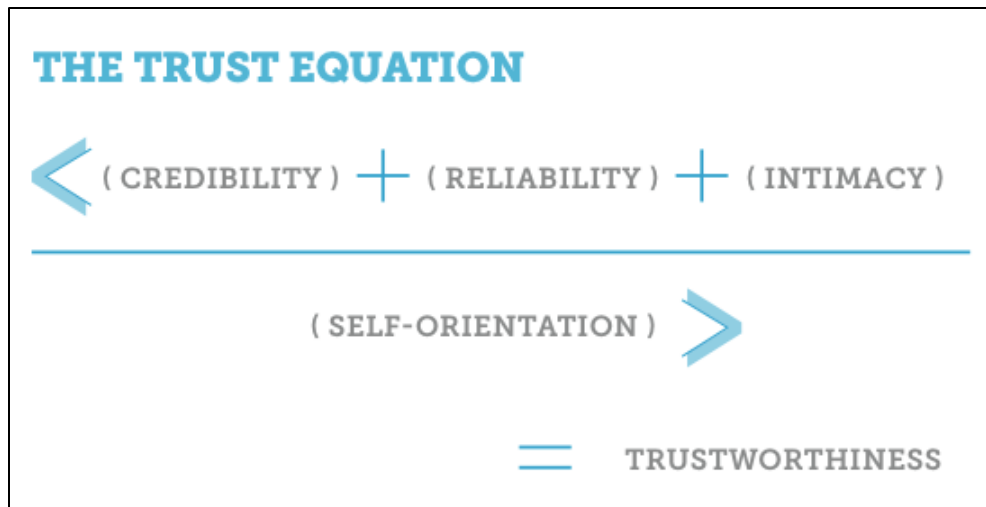 THE TRUST EQUATION
< ( CREDIBILITY ) + ( RELIABILITY ) + ( INTIMACY )
( SELF-ORIENTATION ) >
= TRUSTWORTHINESS